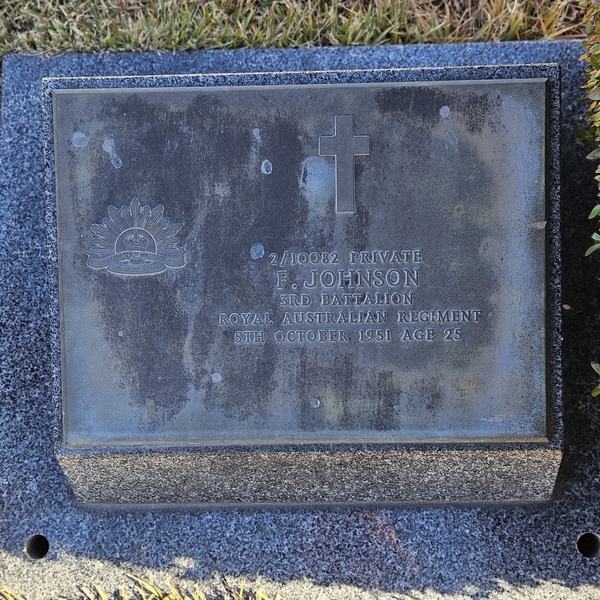 2/10082 PRIVATE
F. JOHNSON
3RD BATTALION
ROYAL AUSTRALIAN REGIMENT
5TH OCTOBER 1951 AGE 25